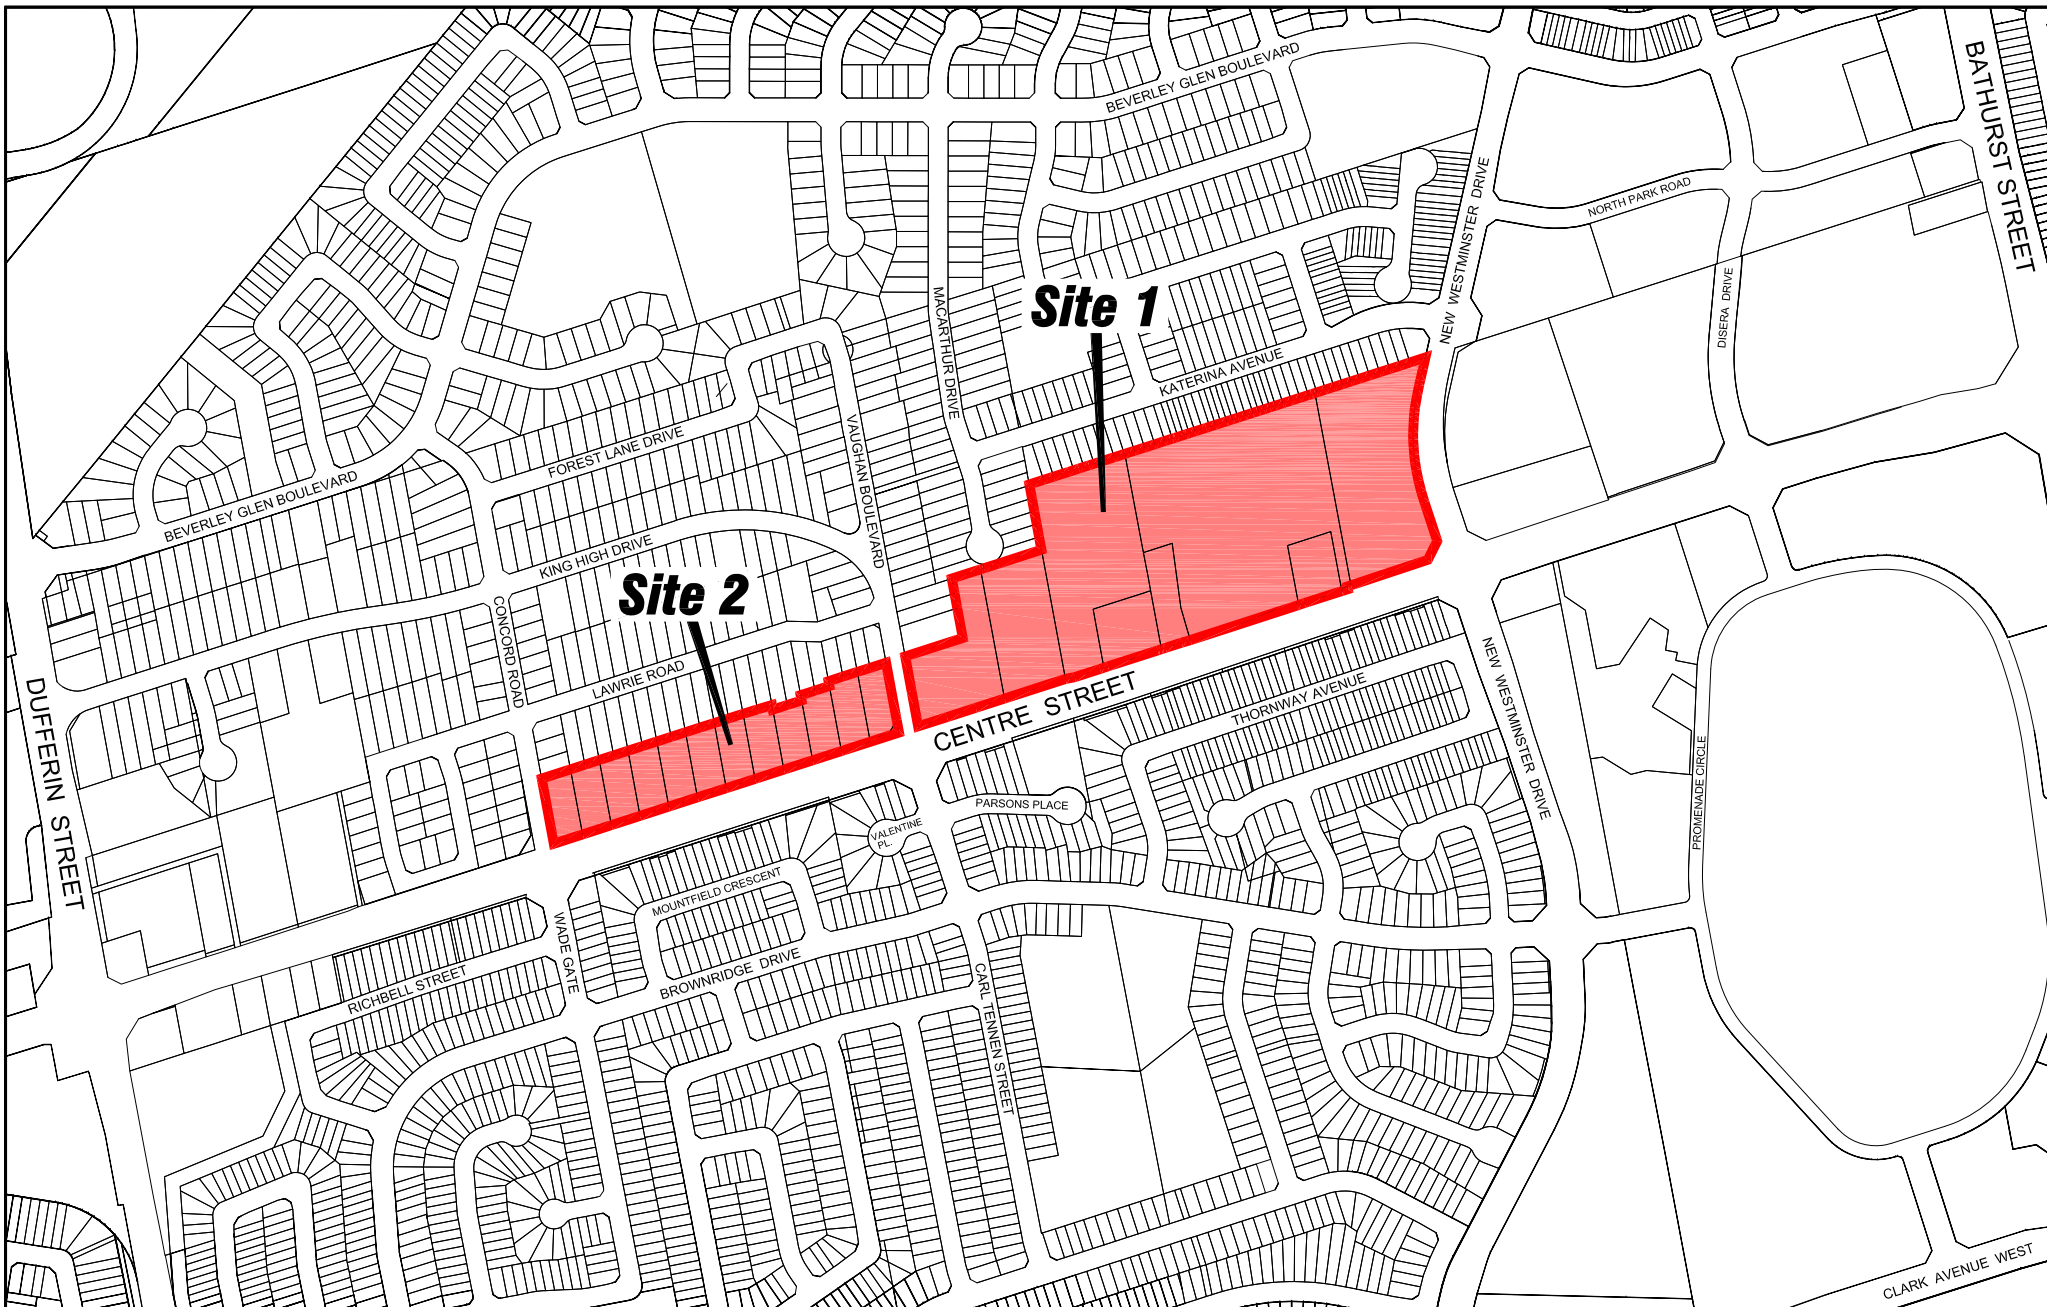 BEVERLEY GLEN BOULEVARD
BATHURST STREET
NEW WESTMINSTER DRIVE
NORTH PARK ROAD
DISERA DRIVE
Site 1
MACARTHUR DRIVE
KATERINA AVENUE
VAUGHAN BOULEVARD
FOREST LANE DRIVE
BEVERLEY GLEN BOULEVARD
KING HIGH DRIVE
Site 2
CONCORD ROAD
LAWRIE ROAD
DUFFERIN STREET
CENTRE STREET
THORNWAY AVENUE
NEW WESTMINSTER DRIVE
PROMENADE CIRCLE
PARSONS PLACE
VALENTINE
PL.
MOUNTFIELD CRESCENT
WADE GATE
BROWNRIDGE DRIVE
RICHBELL STREET
CARL TENNEN STREET
CLARK AVENUE WEST